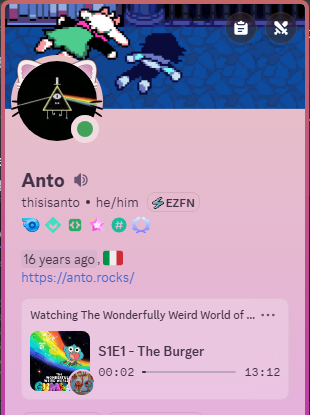 Anto
thisisanto • he/him EZFN
16 years ago, 🇮🇹
https://anto.rocks/
Watching The Wonderfully Weird World of ...
S1E1 - The Burger
00:02 13:12